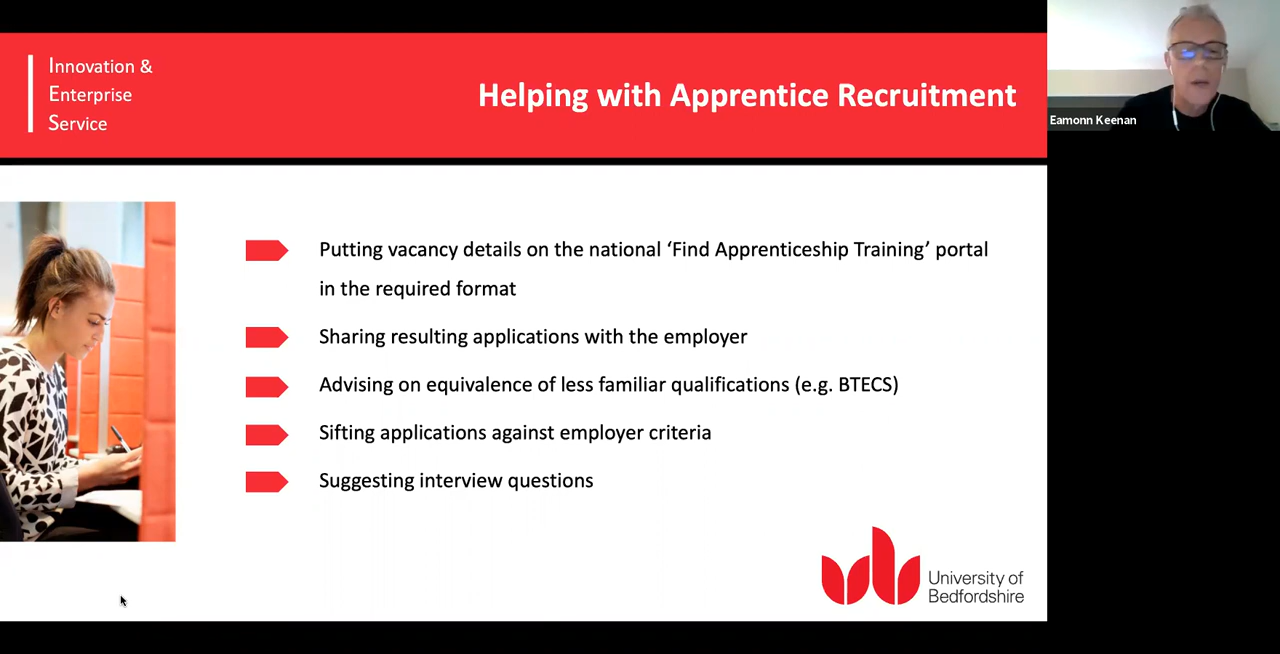 Innovation &
Enterprise
Service
Helping with Apprentice Recruitment
Eamonn Keenan
Putting vacancy details on the national ‘Find Apprenticeship Training’ portal
in the required format
Sharing resulting applications with the employer
Advising on equivalence of less familiar qualifications (e.g. BTECS)
Sifting applications against employer criteria
Suggesting interview questions
University of
Bedfordshire